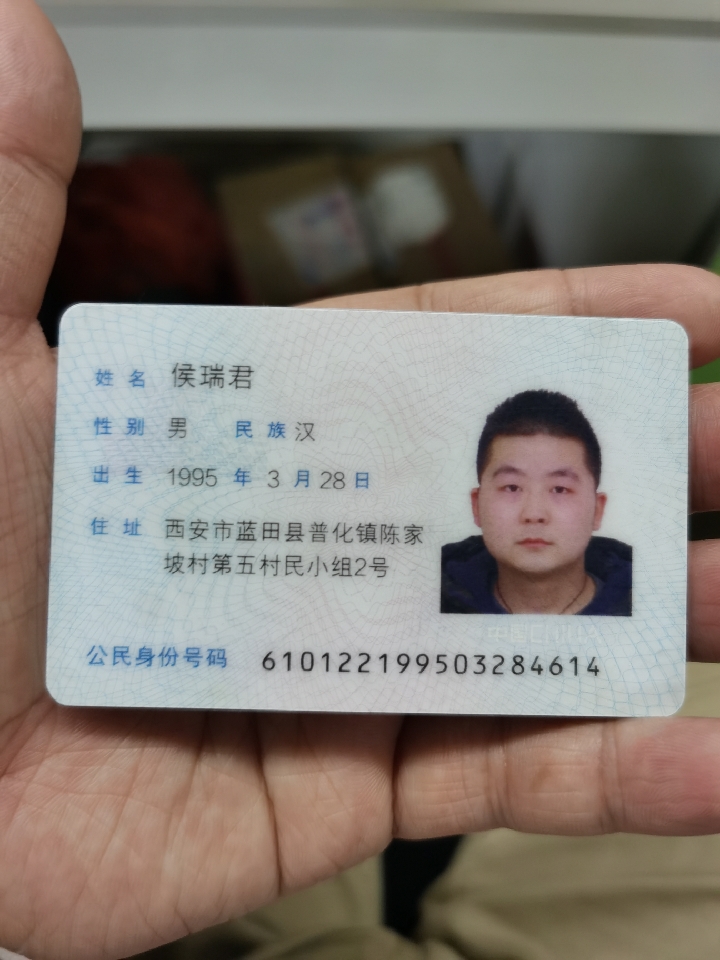 姓名 侯瑞君
性别 男 民族 汉
出生 1995 年 3 月 28 日
住址 西安市蓝田县普化镇陈家
坡村第五村民小组2号
公民身份号码 610122199503284614